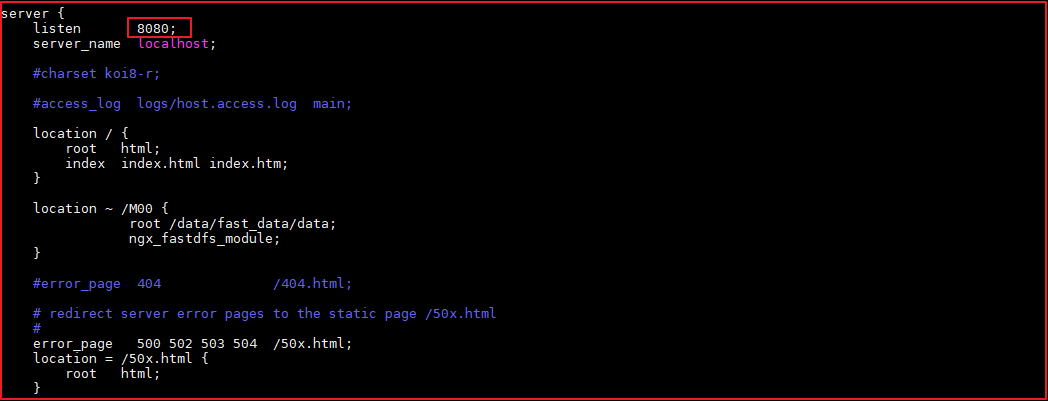 server {
    listen       8080;
    server_name  localhost;

    #charset koi8-r;

    #access_log  logs/host.access.log  main;

    location / {
        root   html;
        index  index.html index.htm;
    }

    location ~ /M00 {
                root /data/fast_data/data;
                ngx_fastdfs_module;
    }

    #error_page  404              /404.html;

    # redirect server error pages to the static page /50x.html
    #
    error_page   500 502 503 504  /50x.html;
    location = /50x.html {
        root   html;
    }